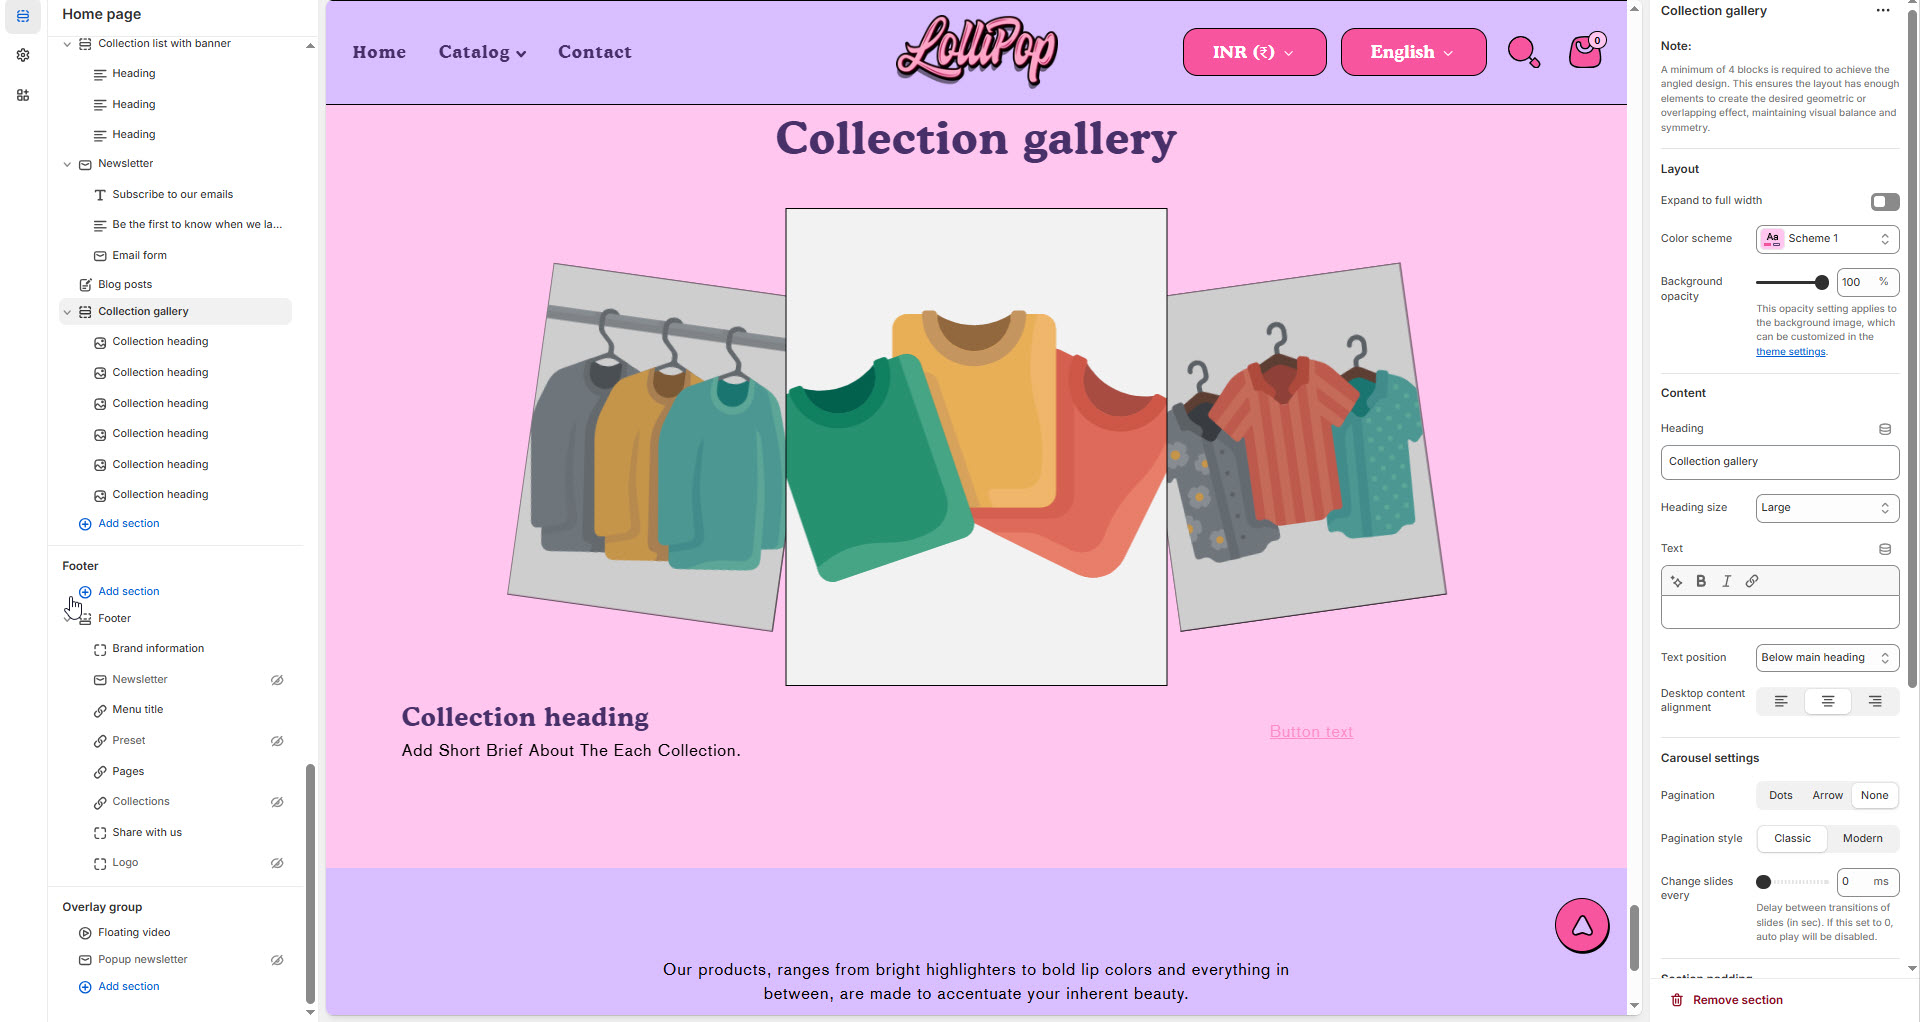 Home page
Collection list with banner
Heading
Heading
Heading
Newsletter
Subscribe to our emails
Be the first to know when we la...
Email form
Blog posts
Collection gallery
Collection heading
Collection heading
Collection heading
Collection heading
Collection heading
Collection heading
Add section
Footer
Add section
Footer
Brand information
Newsletter
Menu title
Preset
Pages
Collections
Share with us
Logo
Overlay group
Floating video
Popup newsletter
Add section
Home Catalog Contact
LolliPop
INR (₹) English 0
Collection gallery
Collection heading
Add Short Brief About The Each Collection.
Button text
Our products, ranges from bright highlighters to bold lip colors and everything in
between, are made to accentuate your inherent beauty.
Collection gallery
Note:
A minimum of 4 blocks is required to achieve the
angled design. This ensures the layout has enough
elements to create the desired geometric or
overlapping effect, maintaining visual balance and
symmetry.
Layout
Expand to full width
Color scheme Aa Scheme 1
Background
opacity
100 %
This opacity setting applies to
the background image, which
can be customized in the
theme settings.
Content
Heading
Collection gallery
Heading size Large
Text
B I
Text position Below main heading
Desktop content
alignment
Carousel settings
Pagination Dots Arrow None
Pagination style Classic Modern
Change slides
every
0 ms
Delay between transitions of
slides (in sec). If this set to 0,
auto play will be disabled.
Section padding
Remove section